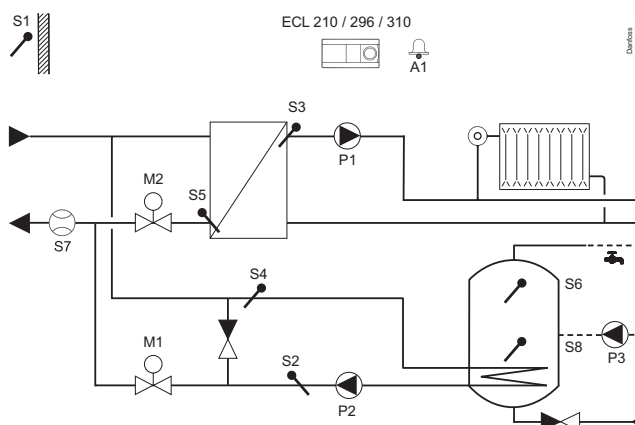 S1
ECL 210 / 296 / 310
A1
Danfoss
S3
P1
M2
S5
S7
S4
S6
M1
S2
P2
S8
P3